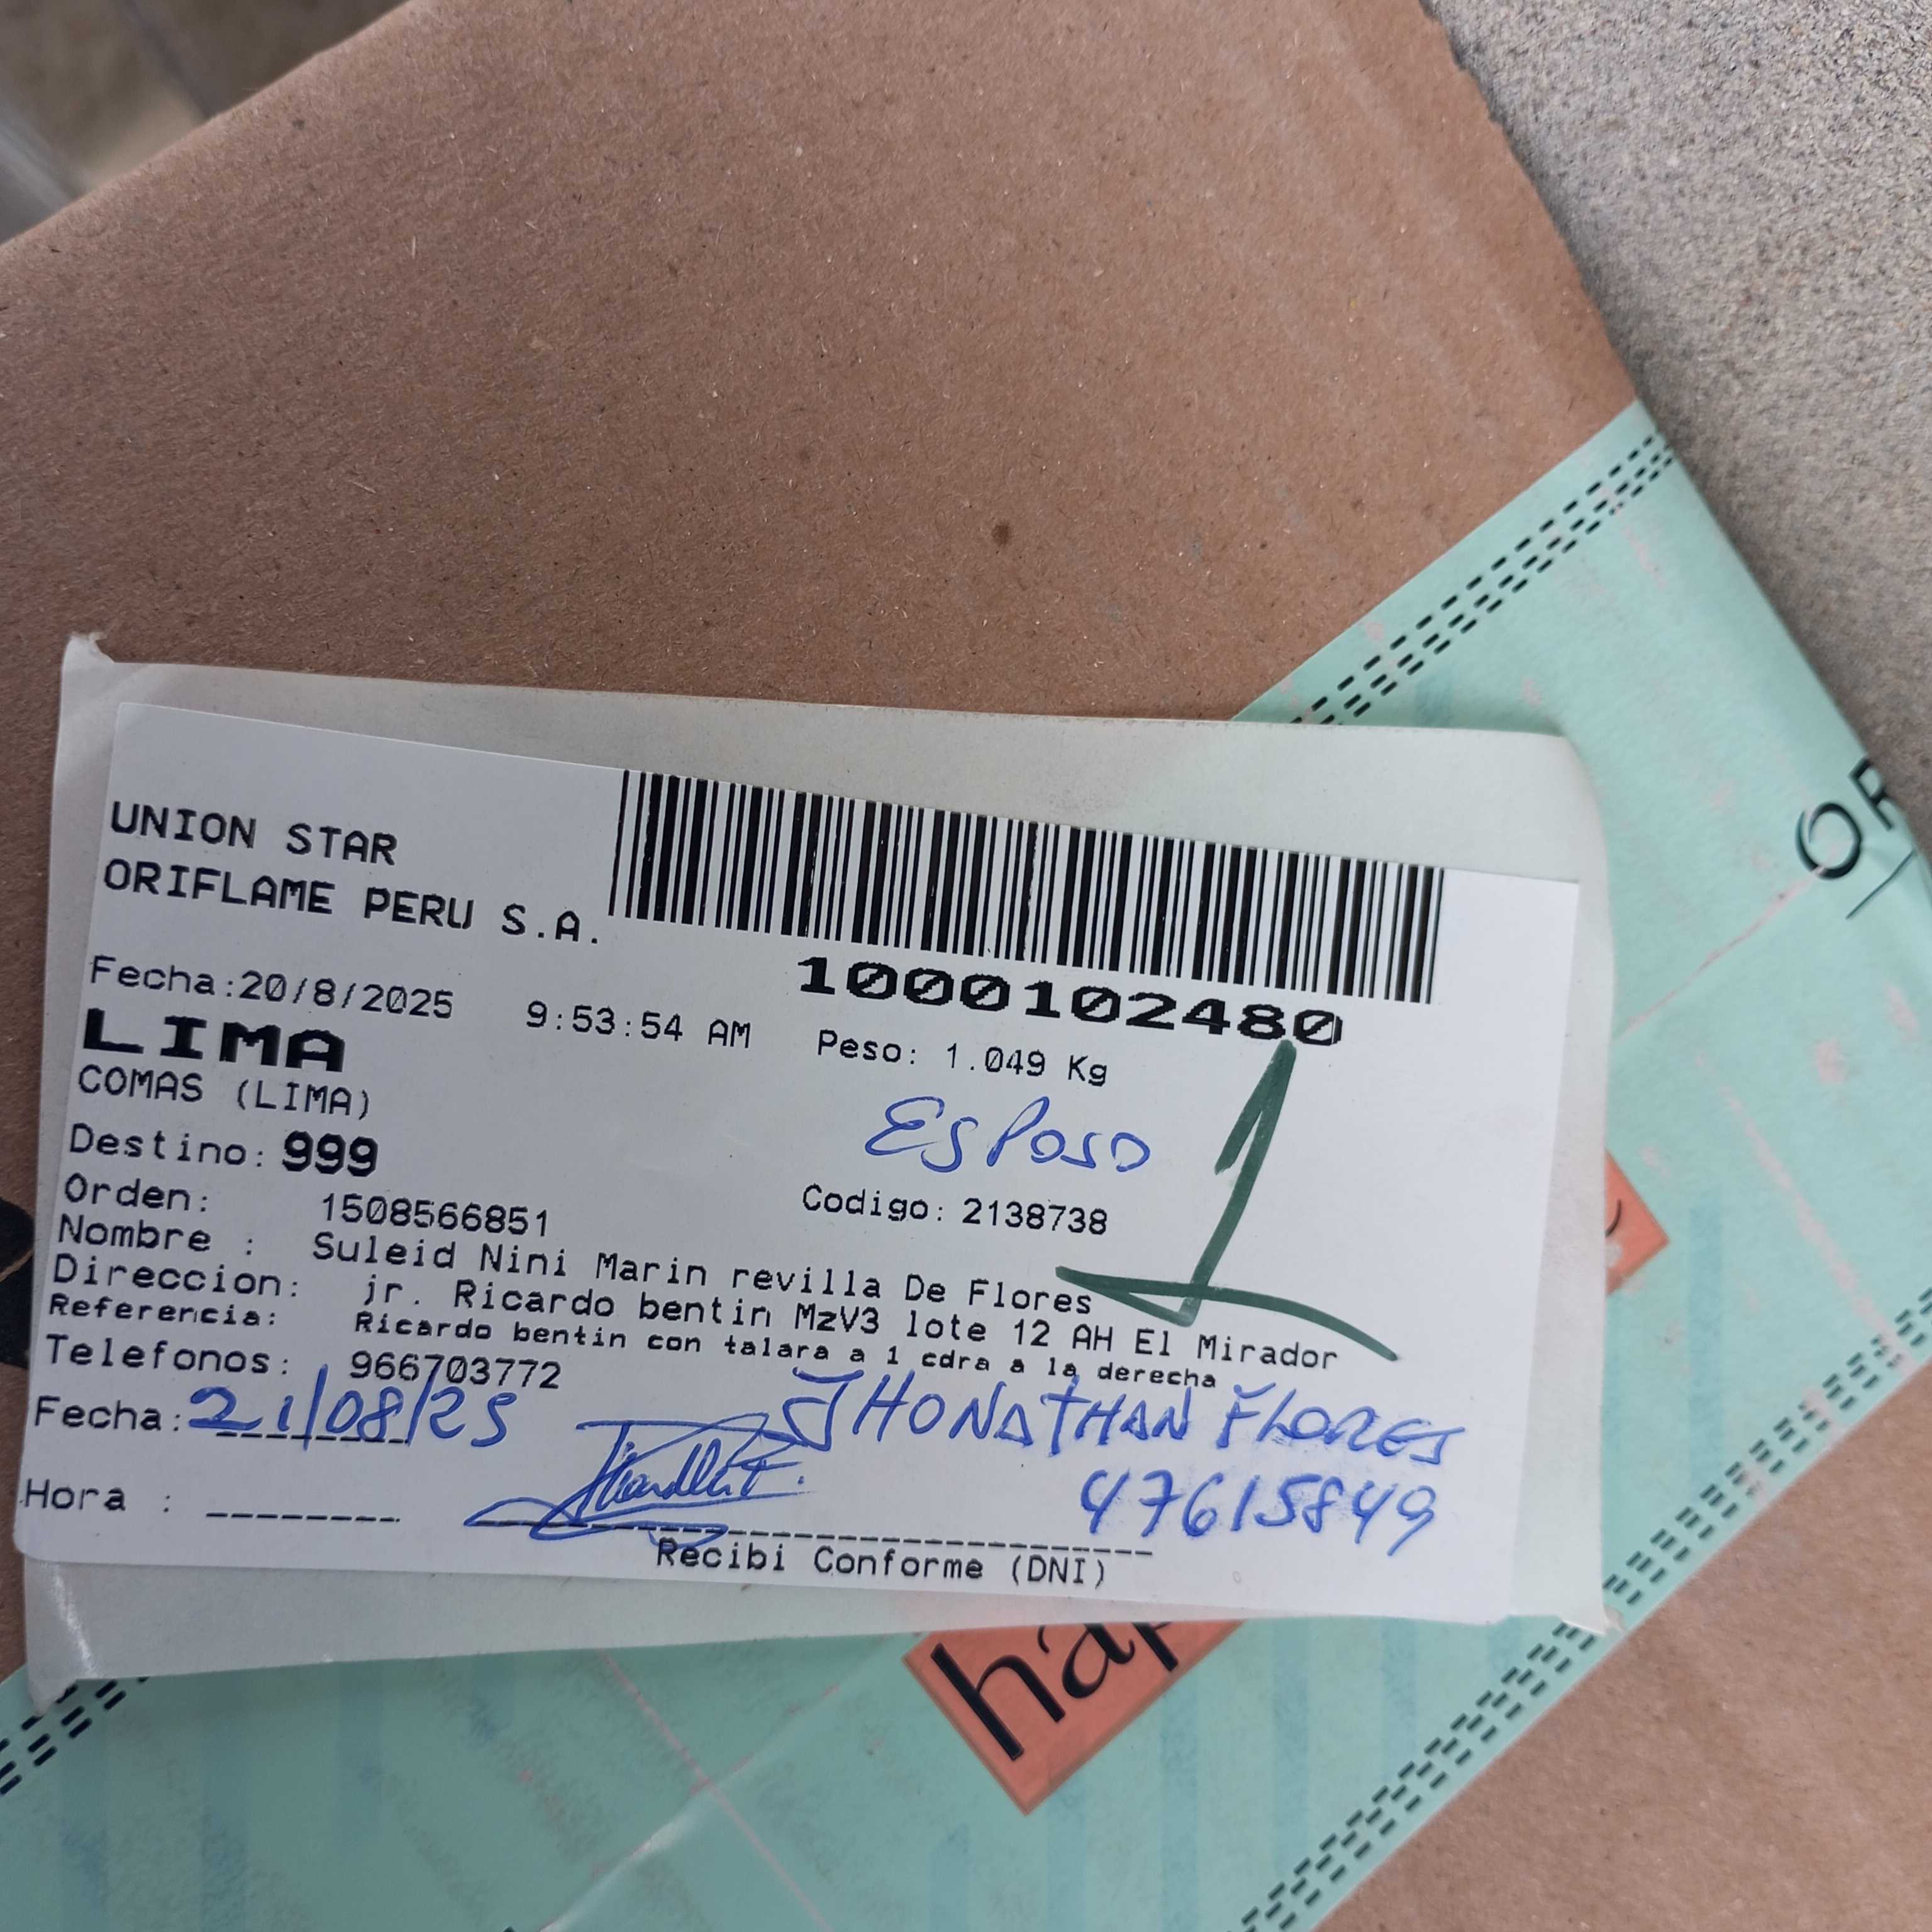 UNION STAR
ORIFLAME PERU S.A.
1000102480
Fecha:20/8/2025 9:53:54 AM Peso: 1.049 Kg
LIMA
COMAS (LIMA)
ESPOSO
Destino: 999
Orden: 1508566851 Codigo: 2138738
1
Nombre : Suleid Nini Marin revilla De Flores
Direccion: jr. Ricardo bentin MzV3 lote 12 AH El Mirador
Referencia: Ricardo bentin con talara a 1 cdra a la derecha
Telefonos: 966703772
Fecha: 21/08/25 JHONATHAN FLORES
47615849
Hora :
Recibi Conforme (DNI)